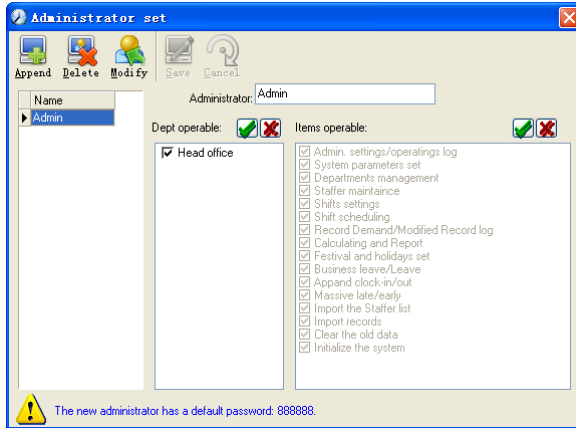 Administrator set
Append Delete Modify Save Cancel
Name
Admin
Administrator: Admin
Dept operable:
Head office
Items operable:
Admin. settings/operatings log
System parameters set
Departments management
Staffer maintaince
Shifts settings
Shift scheduling
Record Demand/Modified Record log
Calculating and Report
Festival and holidays set
Business leave/Leave
Appand clock-in/out
Massive late/early
Import the Staffer list
Import records
Clear the old data
Initialize the system
The new administrator has a default password: 888888.